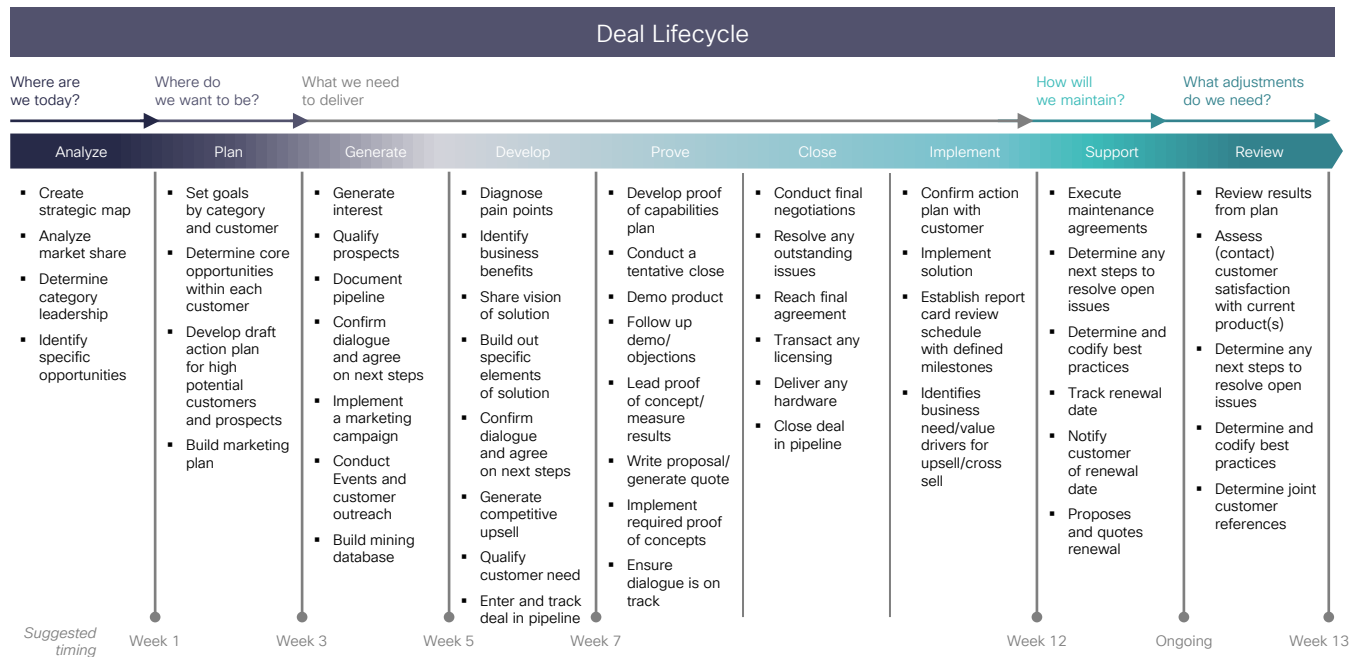 Deal Lifecycle
Where are
we today?
Where do
we want to be?
What we need
to deliver
How will
we maintain?
What adjustments
do we need?
Analyze
Plan
Generate
Develop
Prove
Close
Implement
Support
Review
▪ Create
strategic map
▪ Analyze
market share
▪ Determine
category
leadership
▪ Identify
specific
opportunities
▪ Set goals
by category
and customer
▪ Determine core
opportunities
within each
customer
▪ Develop draft
action plan
for high
potential
customers
and prospects
▪ Build marketing
plan
▪ Generate
interest
▪ Qualify
prospects
▪ Document
pipeline
▪ Confirm
dialogue
and agree
on next steps
▪ Implement
a marketing
campaign
▪ Conduct
Events and
customer
outreach
▪ Build mining
database
▪ Diagnose
pain points
▪ Identify
business
benefits
▪ Share vision
of solution
▪ Build out
specific
elements
of solution
▪ Confirm
dialogue
and agree
on next steps
▪ Generate
competitive
upsell
▪ Qualify
customer need
▪ Enter and track
deal in pipeline
▪ Develop proof
of capabilities
plan
▪ Conduct a
tentative close
▪ Demo product
▪ Follow up
demo/
objections
▪ Lead proof
of concept/
measure
results
▪ Write proposal/
generate quote
▪ Implement
required proof
of concepts
▪ Ensure
dialogue is on
track
▪ Conduct final
negotiations
▪ Resolve any
outstanding
issues
▪ Reach final
agreement
▪ Transact any
licensing
▪ Deliver any
hardware
▪ Close deal
in pipeline
▪ Confirm action
plan with
customer
▪ Implement
solution
▪ Establish report
card review
schedule
with defined
milestones
▪ Identifies
business
need/value
drivers for
upsell/cross
sell
▪ Execute
maintenance
agreements
▪ Determine any
next steps to
resolve open
issues
▪ Determine and
codify best
practices
▪ Track renewal
date
▪ Notify
customer
of renewal
date
▪ Proposes
and quotes
renewal
▪ Review results
from plan
▪ Assess
(contact)
customer
satisfaction
with current
product(s)
▪ Determine any
next steps to
resolve open
issues
▪ Determine and
codify best
practices
▪ Determine joint
customer
references
Suggested
timing
Week 1
Week 3
Week 5
Week 7
Week 12
Ongoing
Week 13